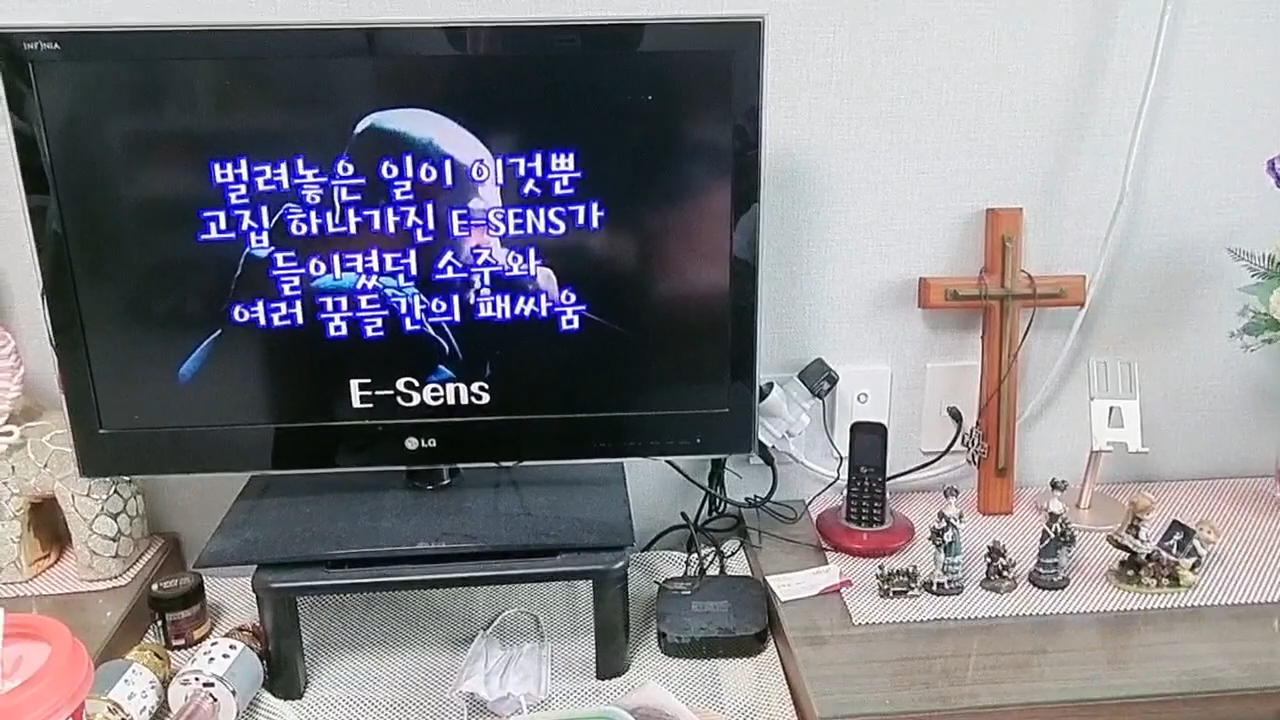 INFINIA
벌려놓은 일이 이것뿐
고집 하나가진 E-SENS가
들이켰던 소주와
여러 꿈들간의 패싸움
E-Sens
LG